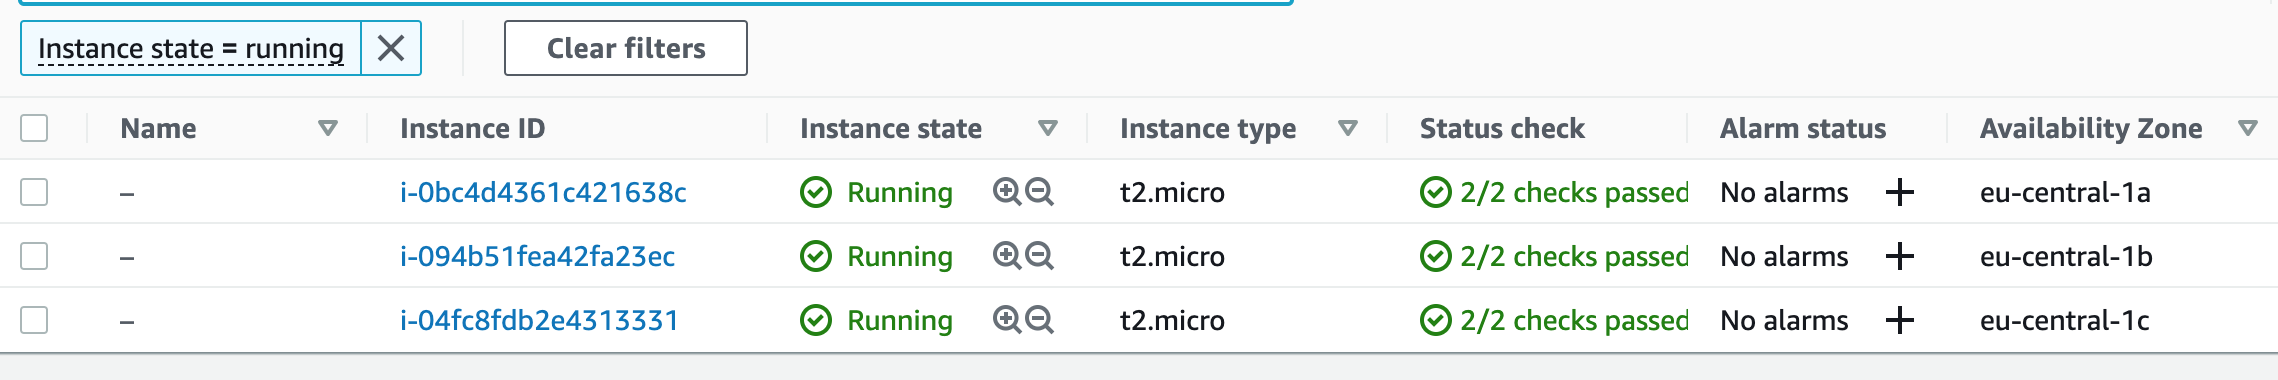 Instance state = running Clear filters
Name Instance ID Instance state Instance type Status check Alarm status Availability Zone
– i-0bc4d4361c421638c Running t2.micro 2/2 checks passed No alarms + eu-central-1a
– i-094b51fea42fa23ec Running t2.micro 2/2 checks passed No alarms + eu-central-1b
– i-04fc8fdb2e4313331 Running t2.micro 2/2 checks passed No alarms + eu-central-1c